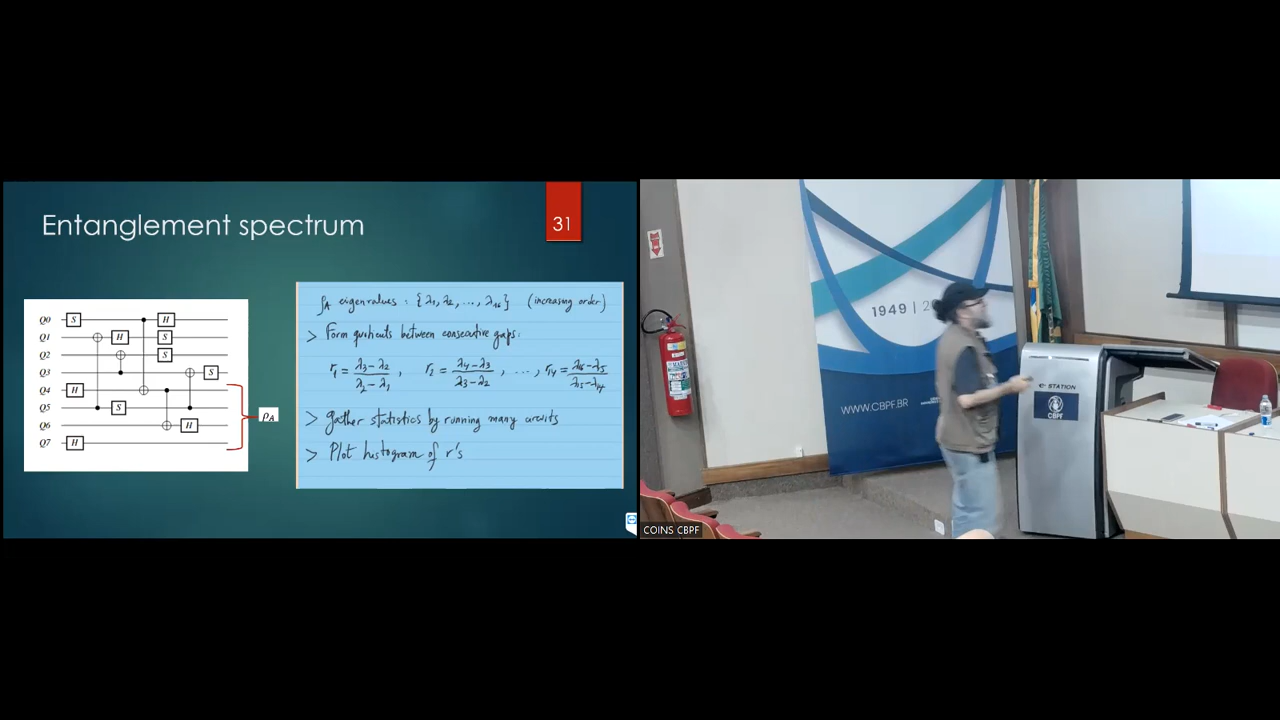 Entanglement spectrum
31
Q0 S H
Q1 H S
Q2 S
Q3 S
Q4 H
Q5 S
Q6 H
Q7 H
ρA
ρA eigenvalues : {λ1, λ2, ..., λ16} (increasing order)
> Form quotients between consecutive gaps:
r1 = (λ3 - λ2)/(λ2 - λ1), r2 = (λ4 - λ3)/(λ3 - λ2), ..., r14 = (λ16 - λ15)/(λ15 - λ14)
> Gather statistics by running many circuits
> Plot histogram of r's
1949 | 20
WWW.CBPF.BR
e-STATION
CBPF
COINS CBPF